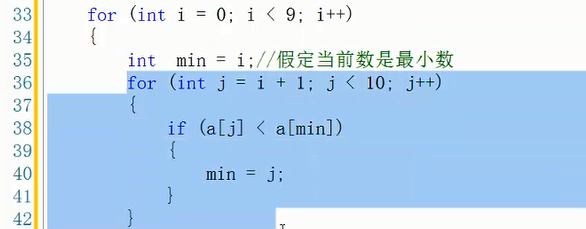 33 for (int i = 0; i < 9; i++)
34 {
35 int min = i;//假定当前数是最小数
36 for (int j = i + 1; j < 10; j++)
37 {
38 if (a[j] < a[min])
39 {
40 min = j;
41 }
42 }